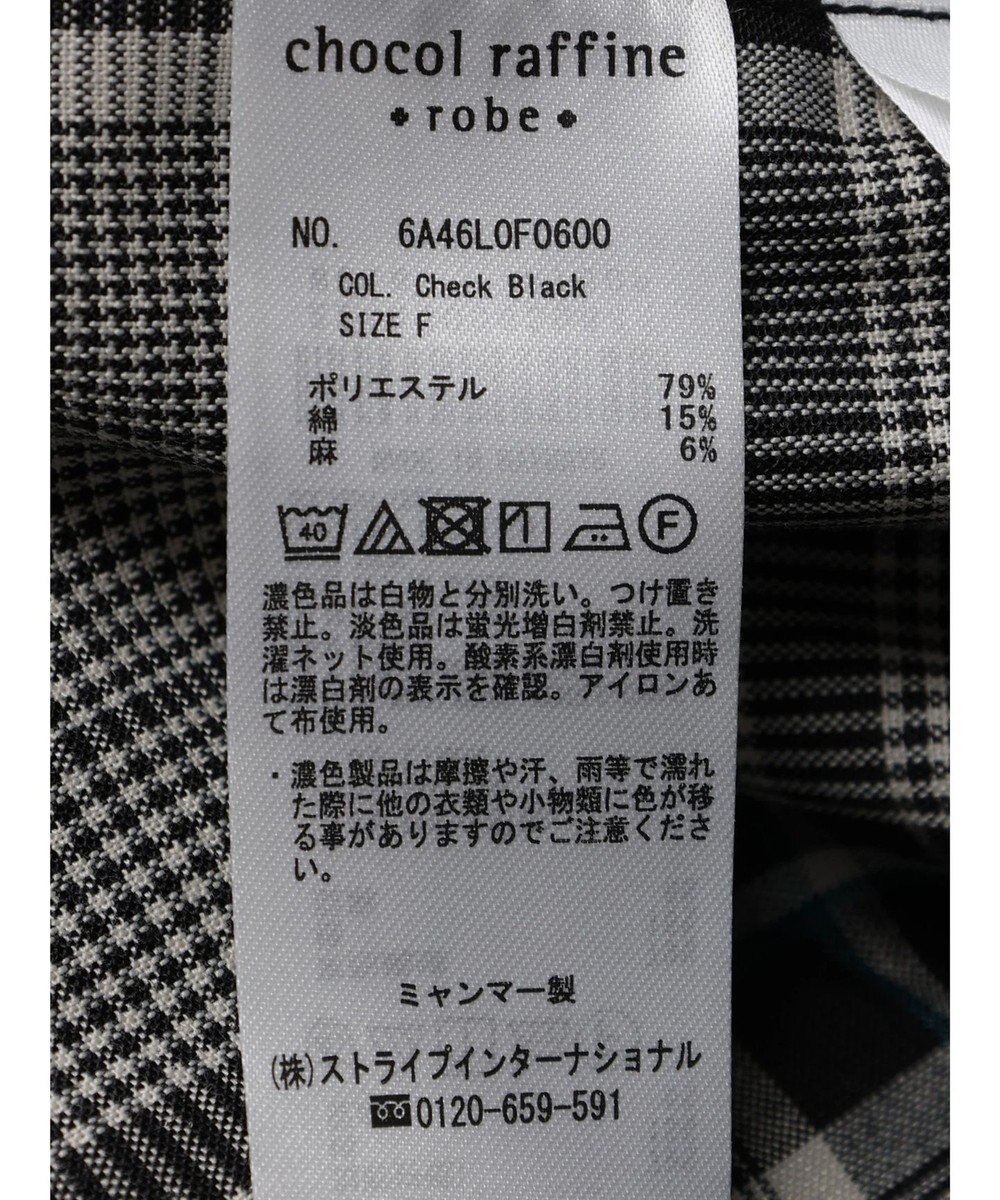 chocol raffine
robe
NO. 6A46L0F0600
COL. Check Black
SIZE F
ポリエステル 79%
綿 15%
麻 6%
40 F
濃色品は白物と分別洗い。つけ置き
禁止。淡色品は蛍光増白剤禁止。洗
濯ネット使用。酸素系漂白剤使用時
は漂白剤の表示を確認。アイロンあ
て布使用。
・濃色製品は摩擦や汗、雨等で濡れ
た際に他の衣類や小物類に色が移
る事がありますのでご注意くださ
い。
ミャンマー製
(株)ストライプインターナショナル
0120-659-591